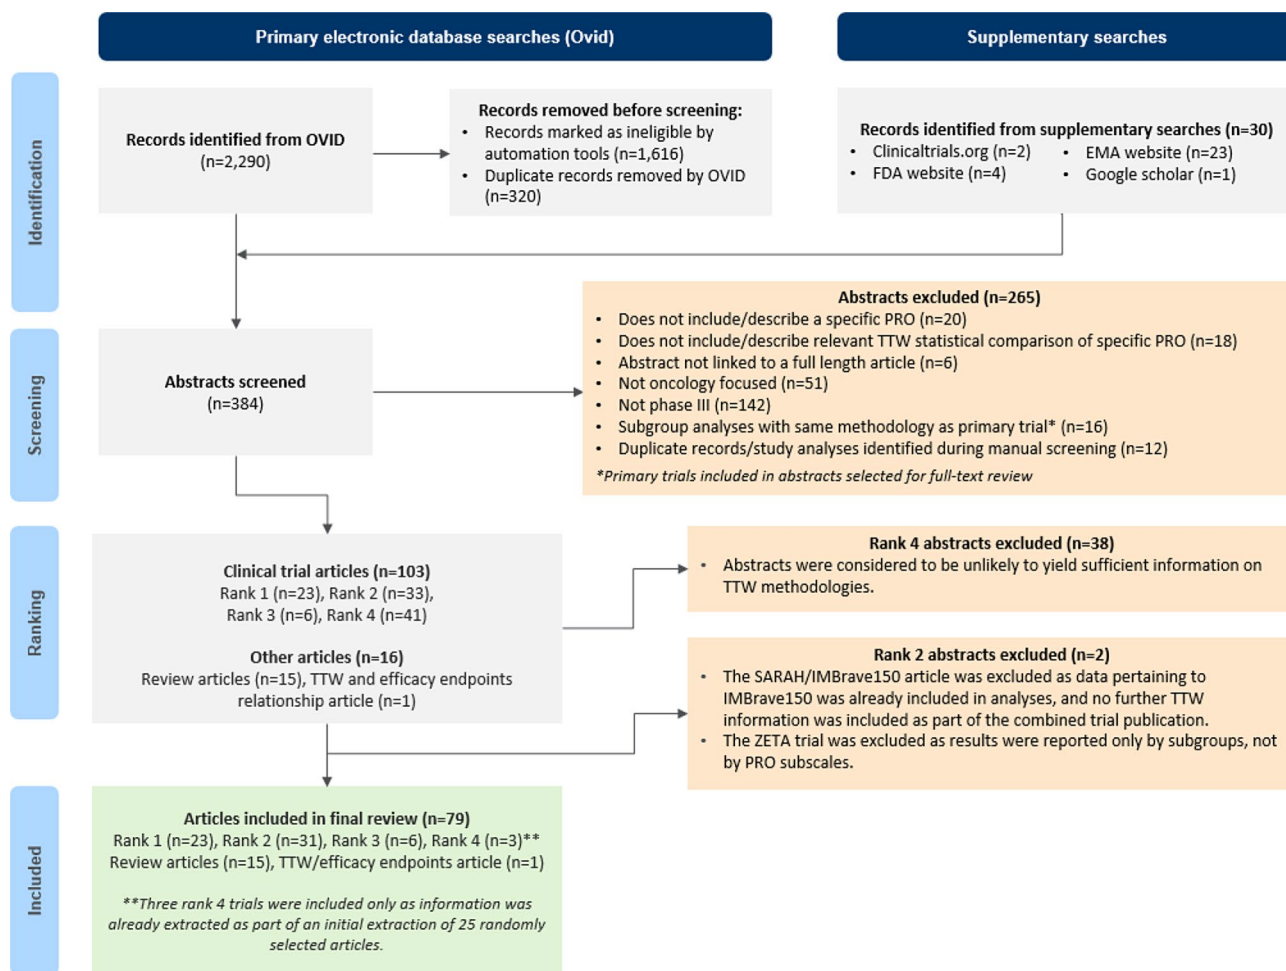 Primary electronic database searches (Ovid)
Supplementary searches
Identification
Records identified from OVID
(n=2,290)
Records removed before screening:
• Records marked as ineligible by
automation tools (n=1,616)
• Duplicate records removed by OVID
(n=320)
Records identified from supplementary searches (n=30)
• Clinicaltrials.org (n=2)
• FDA website (n=4)
• EMA website (n=23)
• Google scholar (n=1)
Screening
Abstracts screened
(n=384)
Abstracts excluded (n=265)
• Does not include/describe a specific PRO (n=20)
• Does not include/describe relevant TTW statistical comparison of specific PRO (n=18)
• Abstract not linked to a full length article (n=6)
• Not oncology focused (n=51)
• Not phase III (n=142)
• Subgroup analyses with same methodology as primary trial* (n=16)
• Duplicate records/study analyses identified during manual screening (n=12)
*Primary trials included in abstracts selected for full-text review
Ranking
Clinical trial articles (n=103)
Rank 1 (n=23), Rank 2 (n=33),
Rank 3 (n=6), Rank 4 (n=41)
Other articles (n=16)
Review articles (n=15), TTW and efficacy endpoints
relationship article (n=1)
Rank 4 abstracts excluded (n=38)
• Abstracts were considered to be unlikely to yield sufficient information on
TTW methodologies.
Rank 2 abstracts excluded (n=2)
• The SARAH/IMBrave150 article was excluded as data pertaining to
IMBrave150 was already included in analyses, and no further TTW
information was included as part of the combined trial publication.
• The ZETA trial was excluded as results were reported only by subgroups, not
by PRO subscales.
Included
Articles included in final review (n=79)
Rank 1 (n=23), Rank 2 (n=31), Rank 3 (n=6), Rank 4 (n=3)**
Review articles (n=15), TTW/efficacy endpoints article (n=1)
**Three rank 4 trials were included only as information was
already extracted as part of an initial extraction of 25 randomly
selected articles.